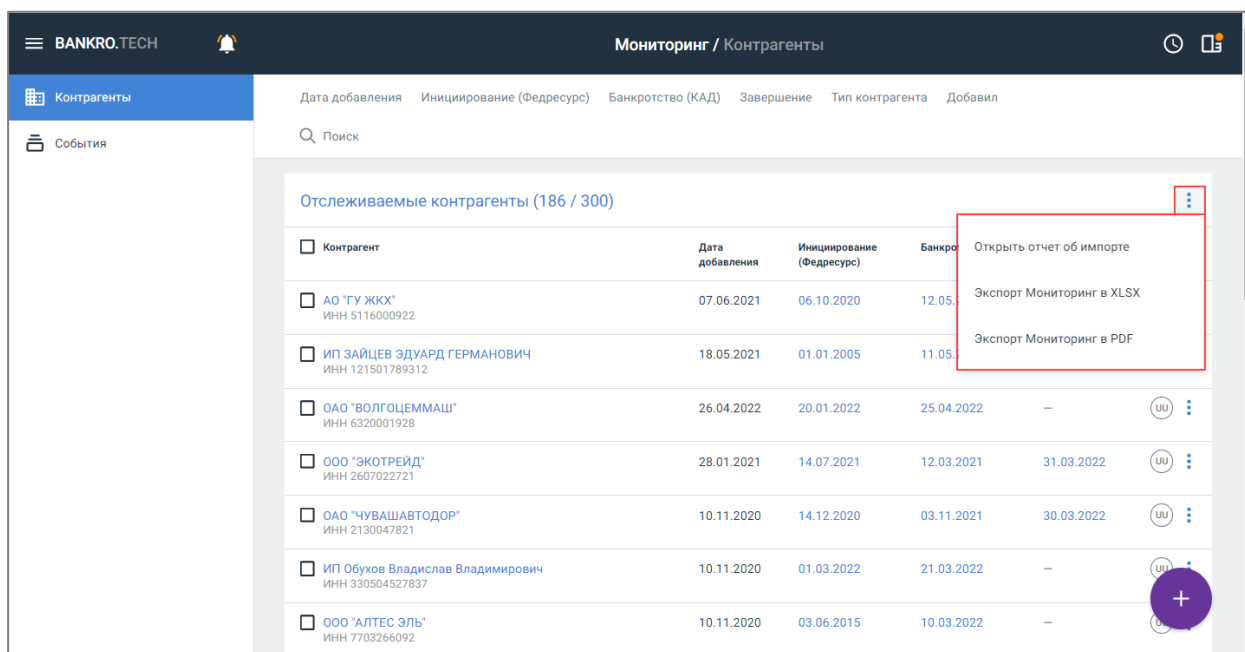 BANKRO.TECH
Мониторинг / Контрагенты
Контрагенты
События
Дата добавления Инициирование (Федресурс) Банкротство (КАД) Завершение Тип контрагента Добавил
Поиск
Отслеживаемые контрагенты (186 / 300)
Контрагент Дата добавления Инициирование (Федресурс)
Открыть отчет об импорте
Экспорт Мониторинг в XLSX
Экспорт Мониторинг в PDF
АО "ГУ ЖКХ" 07.06.2021 06.10.2020 12.05.
ИНН 5116000922
ИП ЗАЙЦЕВ ЭДУАРД ГЕРМАНОВИЧ 18.05.2021 01.01.2005 11.05.
ИНН 121501789312
ОАО "ВОЛГОЦЕММАШ" 26.04.2022 20.01.2022 25.04.2022 – UU
ИНН 6320001928
ООО "ЭКОТРЕЙД" 28.01.2021 14.07.2021 12.03.2021 31.03.2022 UU
ИНН 2607022721
ОАО "ЧУВАШАВТОДОР" 10.11.2020 14.12.2020 03.11.2021 30.03.2022 UU
ИНН 2130047821
ИП Обухов Владислав Владимирович 10.11.2020 01.03.2022 21.03.2022 – UU
ИНН 330504527837
ООО "АЛТЕС ЭЛЬ" 10.11.2020 03.06.2015 10.03.2022 –
ИНН 7703266092